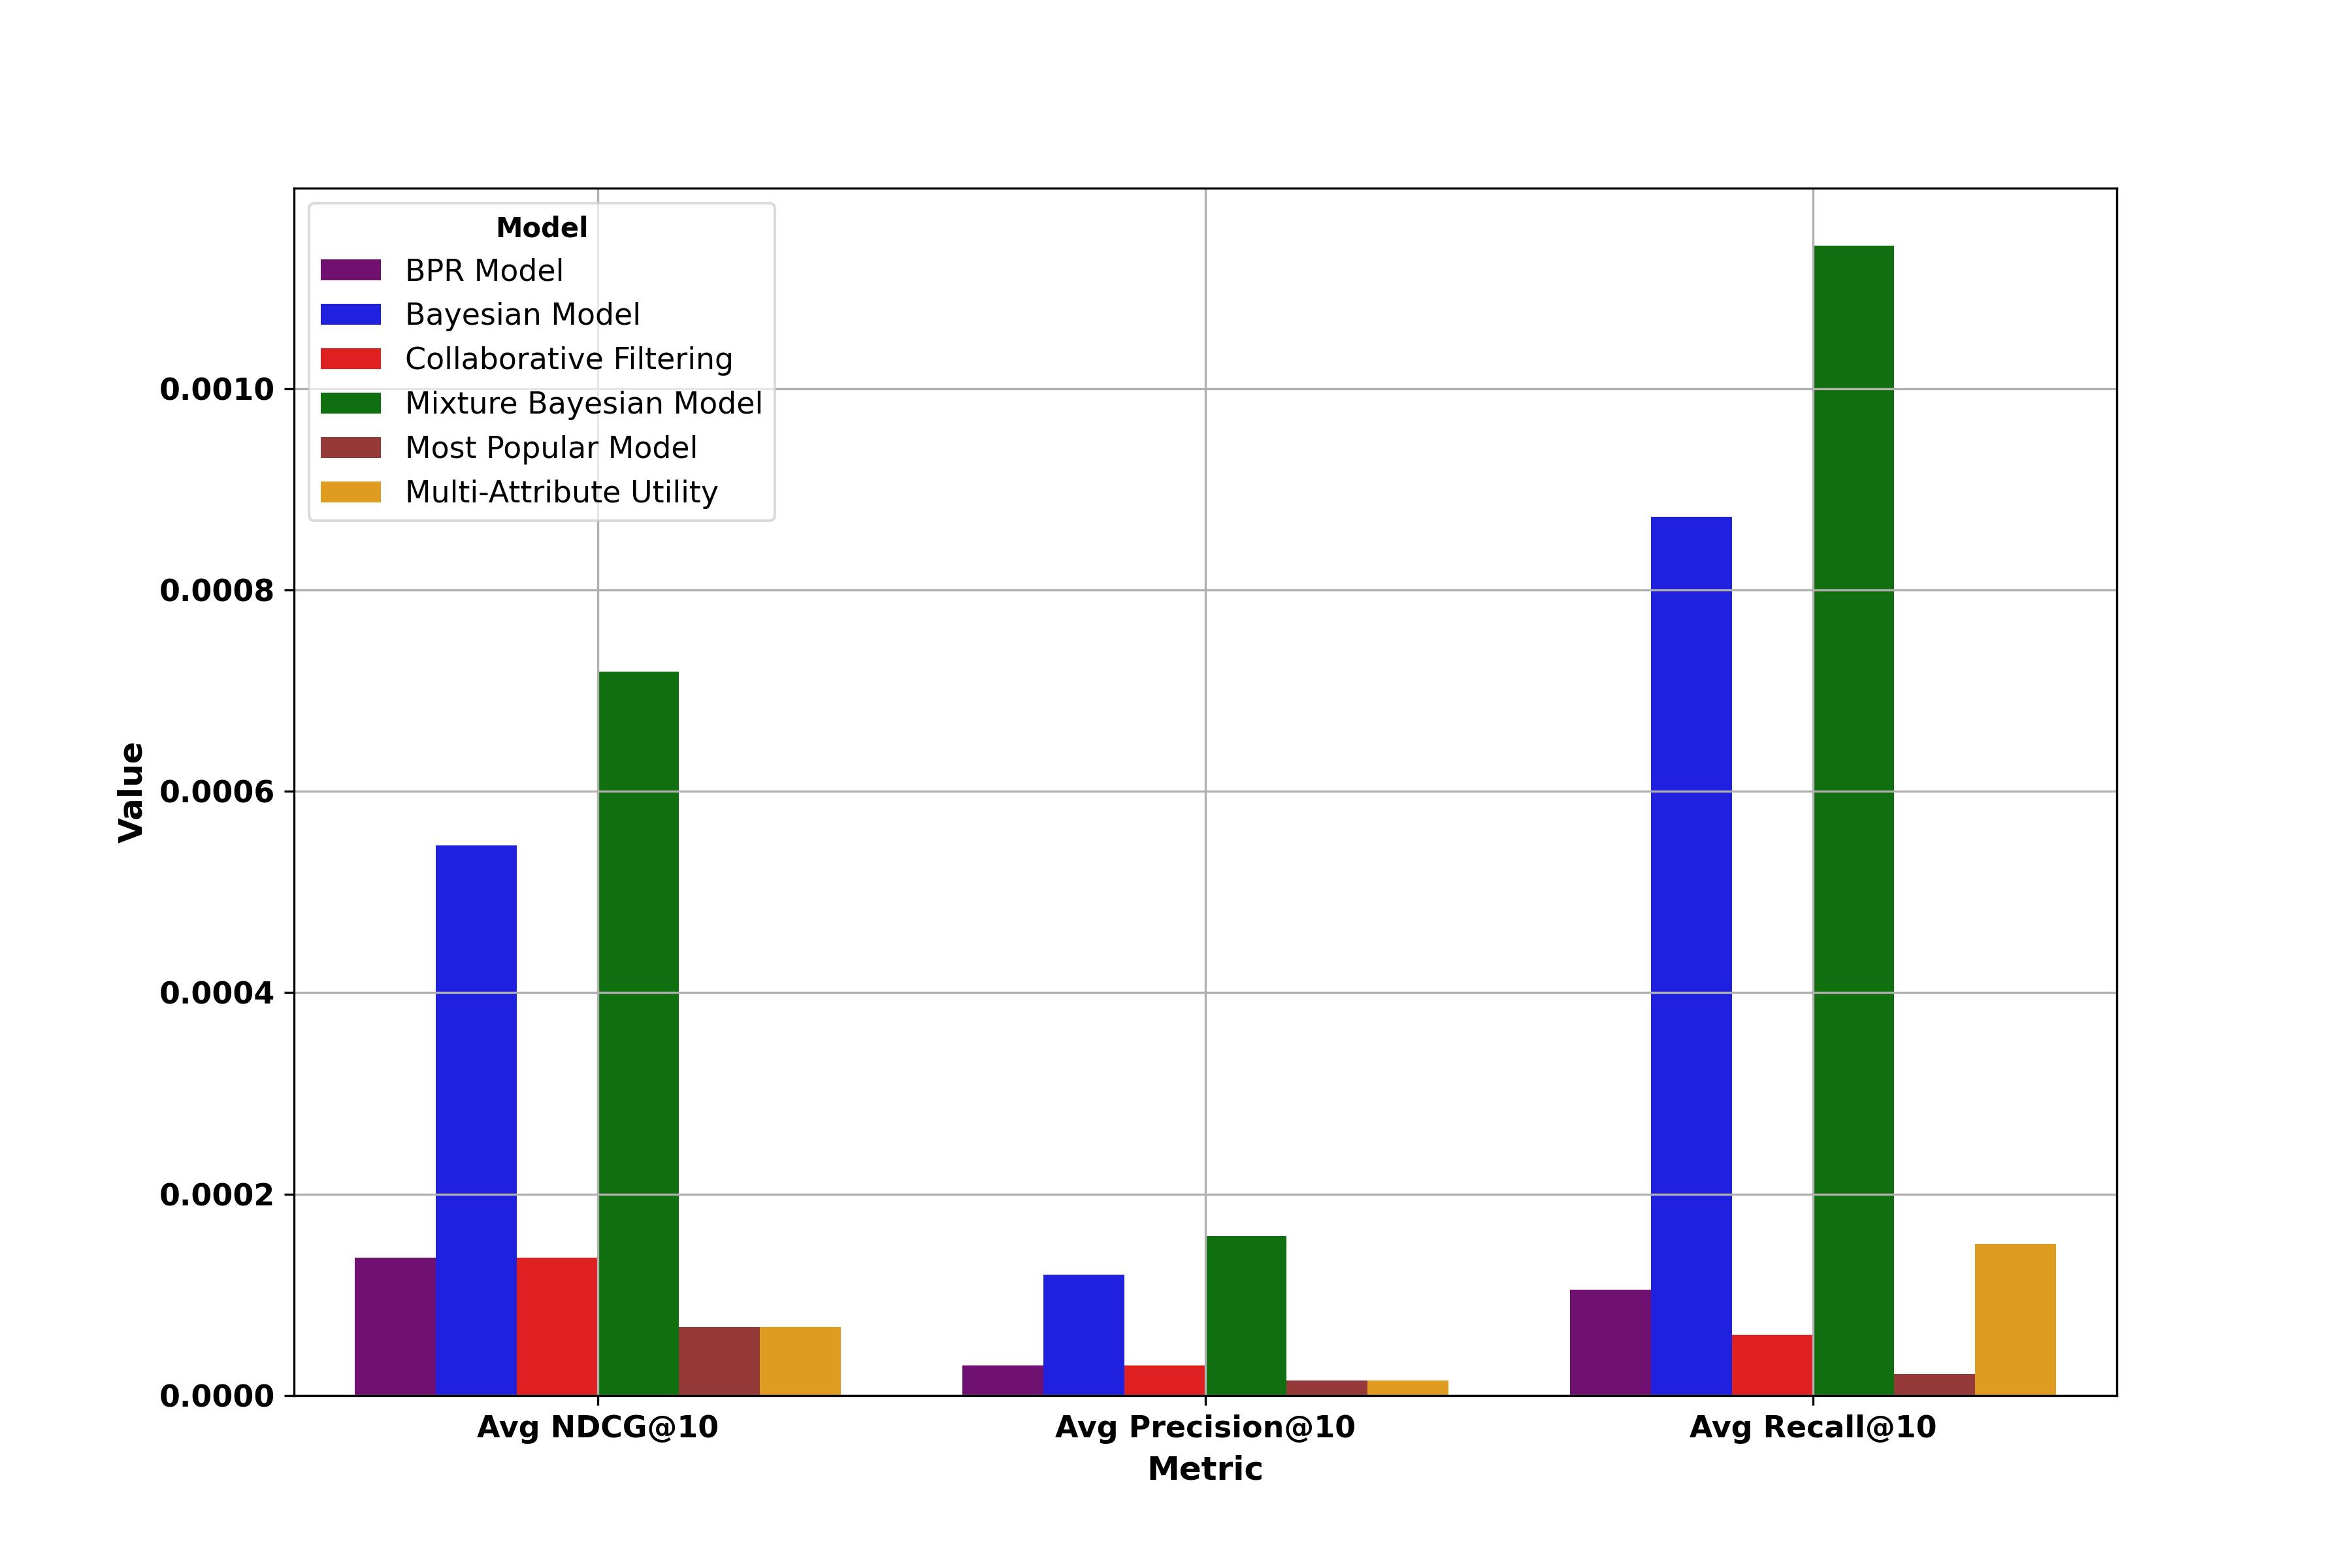 Model
BPR Model
Bayesian Model
Collaborative Filtering
Mixture Bayesian Model
Most Popular Model
Multi-Attribute Utility
Value
0.0010
0.0008
0.0006
0.0004
0.0002
0.0000
Avg NDCG@10
Avg Precision@10
Avg Recall@10
Metric